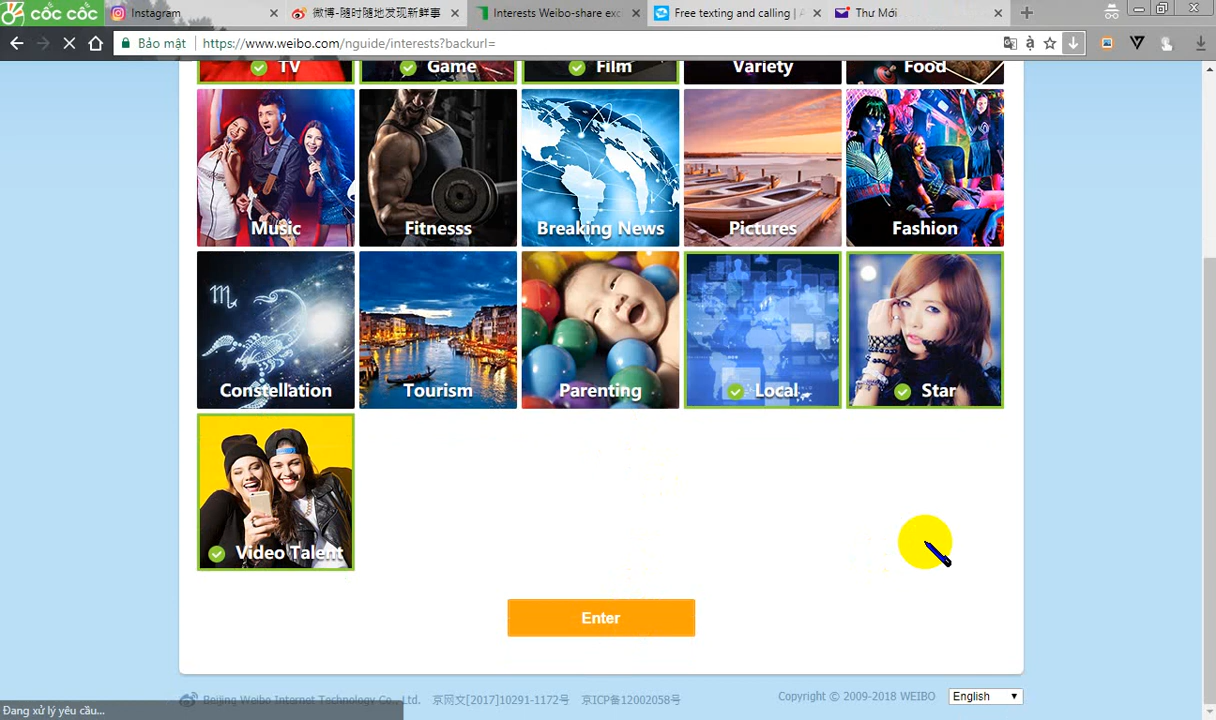 cốc cốc
Instagram
微博-随时随地发现新鲜事
Interests Weibo-share exc
Free texting and calling | A
Thư Mới
Bảo mật
https://www.weibo.com/nguide/interests?backurl=
TV
Game
Film
Variety
Food
Music
Fitnesss
Breaking News
Pictures
Fashion
Constellation
Tourism
Parenting
Local
Star
Video Talent
Enter
Beijing Weibo Internet Technology Co., Ltd. 京网文[2017]10291-1172号 京ICP备12002058号
Copyright © 2009-2018 WEIBO
English
Đang xử lý yêu cầu...